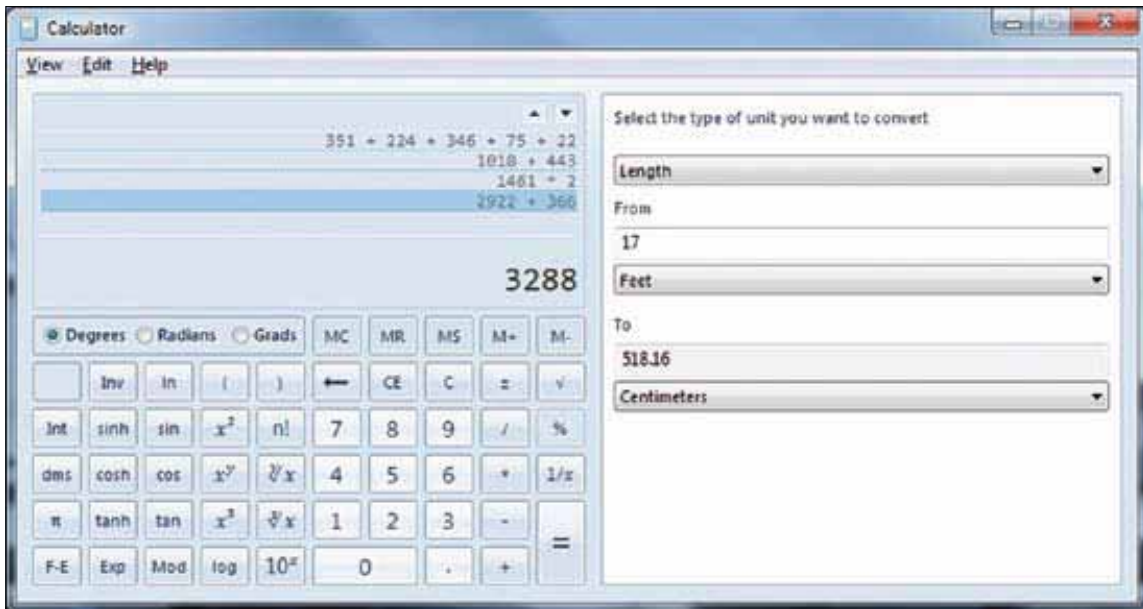 Calculator
View Edit Help
351 + 224 + 346 + 75 + 22
1018 + 443
1461 * 2
2922 + 366
3288
Degrees Radians Grads MC MR MS M+ M-
Inv ln ( ) ← CE C ± √
Int sinh sin x² n! 7 8 9 / %
dms cosh cos xʸ ʸ√x 4 5 6 * 1/x
π tanh tan x³ ³√x 1 2 3 - =
F-E Exp Mod log 10ˣ 0 . +
Select the type of unit you want to convert
Length
From
17
Feet
To
518.16
Centimeters